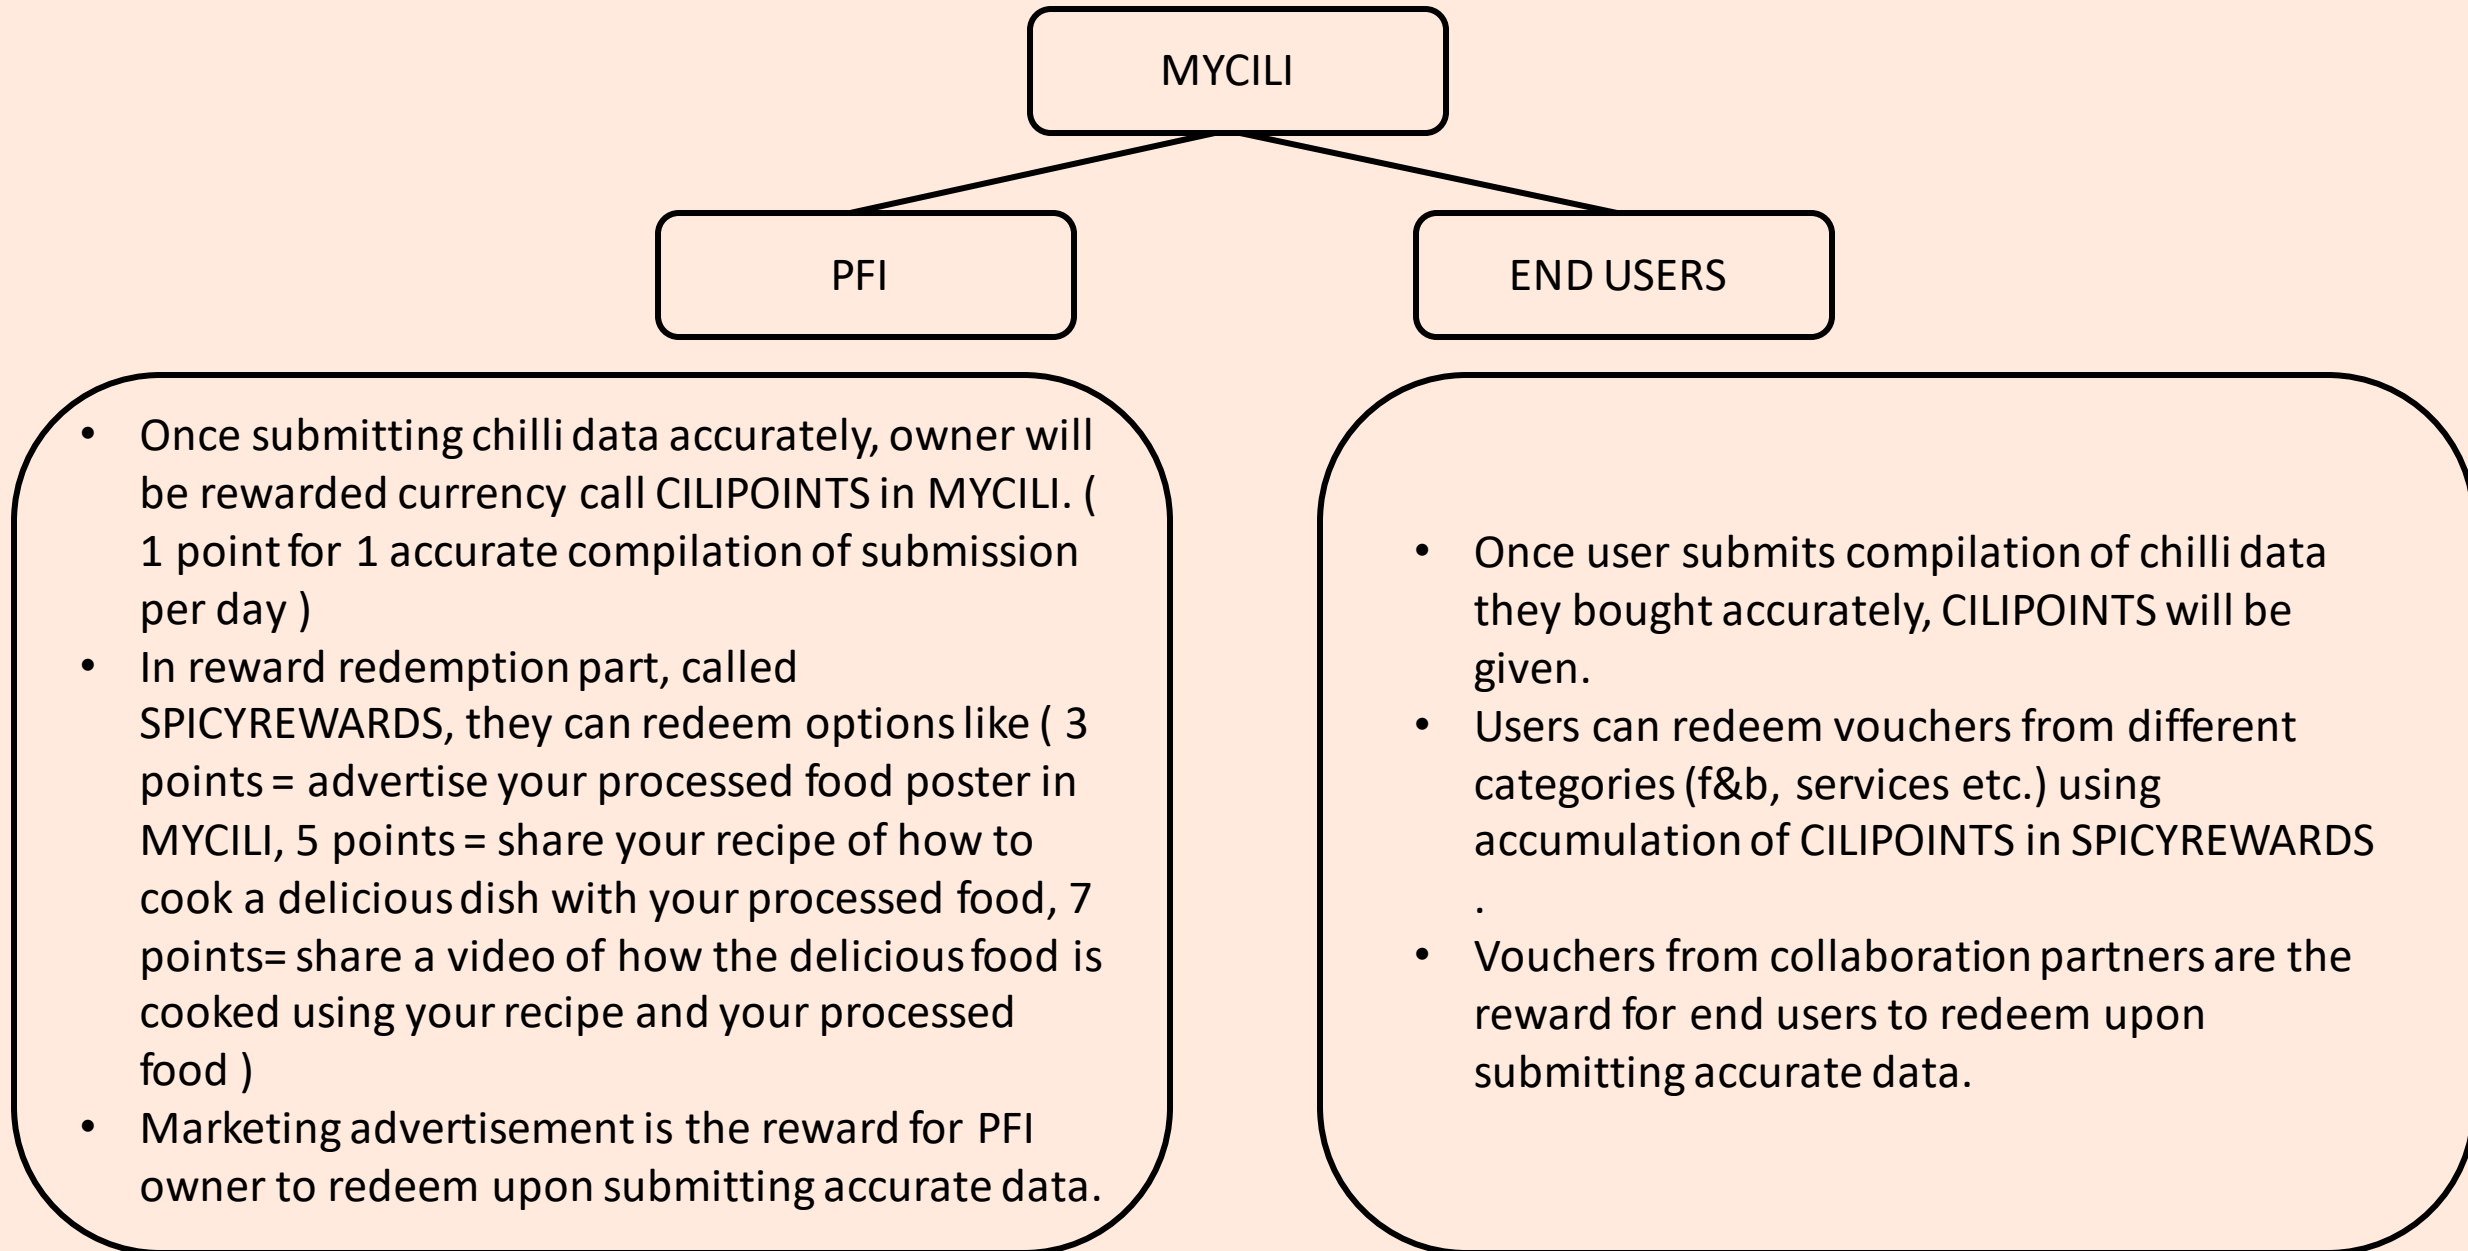 MYCILI
PFI
END USERS
• Once submitting chilli data accurately, owner will
be rewarded currency call CILIPOINTS in MYCILI. (
1 point for 1 accurate compilation of submission
per day )
• In reward redemption part, called
SPICYREWARDS, they can redeem options like ( 3
points = advertise your processed food poster in
MYCILI, 5 points = share your recipe of how to
cook a delicious dish with your processed food, 7
points= share a video of how the delicious food is
cooked using your recipe and your processed
food )
• Marketing advertisement is the reward for PFI
owner to redeem upon submitting accurate data.
• Once user submits compilation of chilli data
they bought accurately, CILIPOINTS will be
given.
• Users can redeem vouchers from different
categories (f&b, services etc.) using
accumulation of CILIPOINTS in SPICYREWARDS
.
• Vouchers from collaboration partners are the
reward for end users to redeem upon
submitting accurate data.